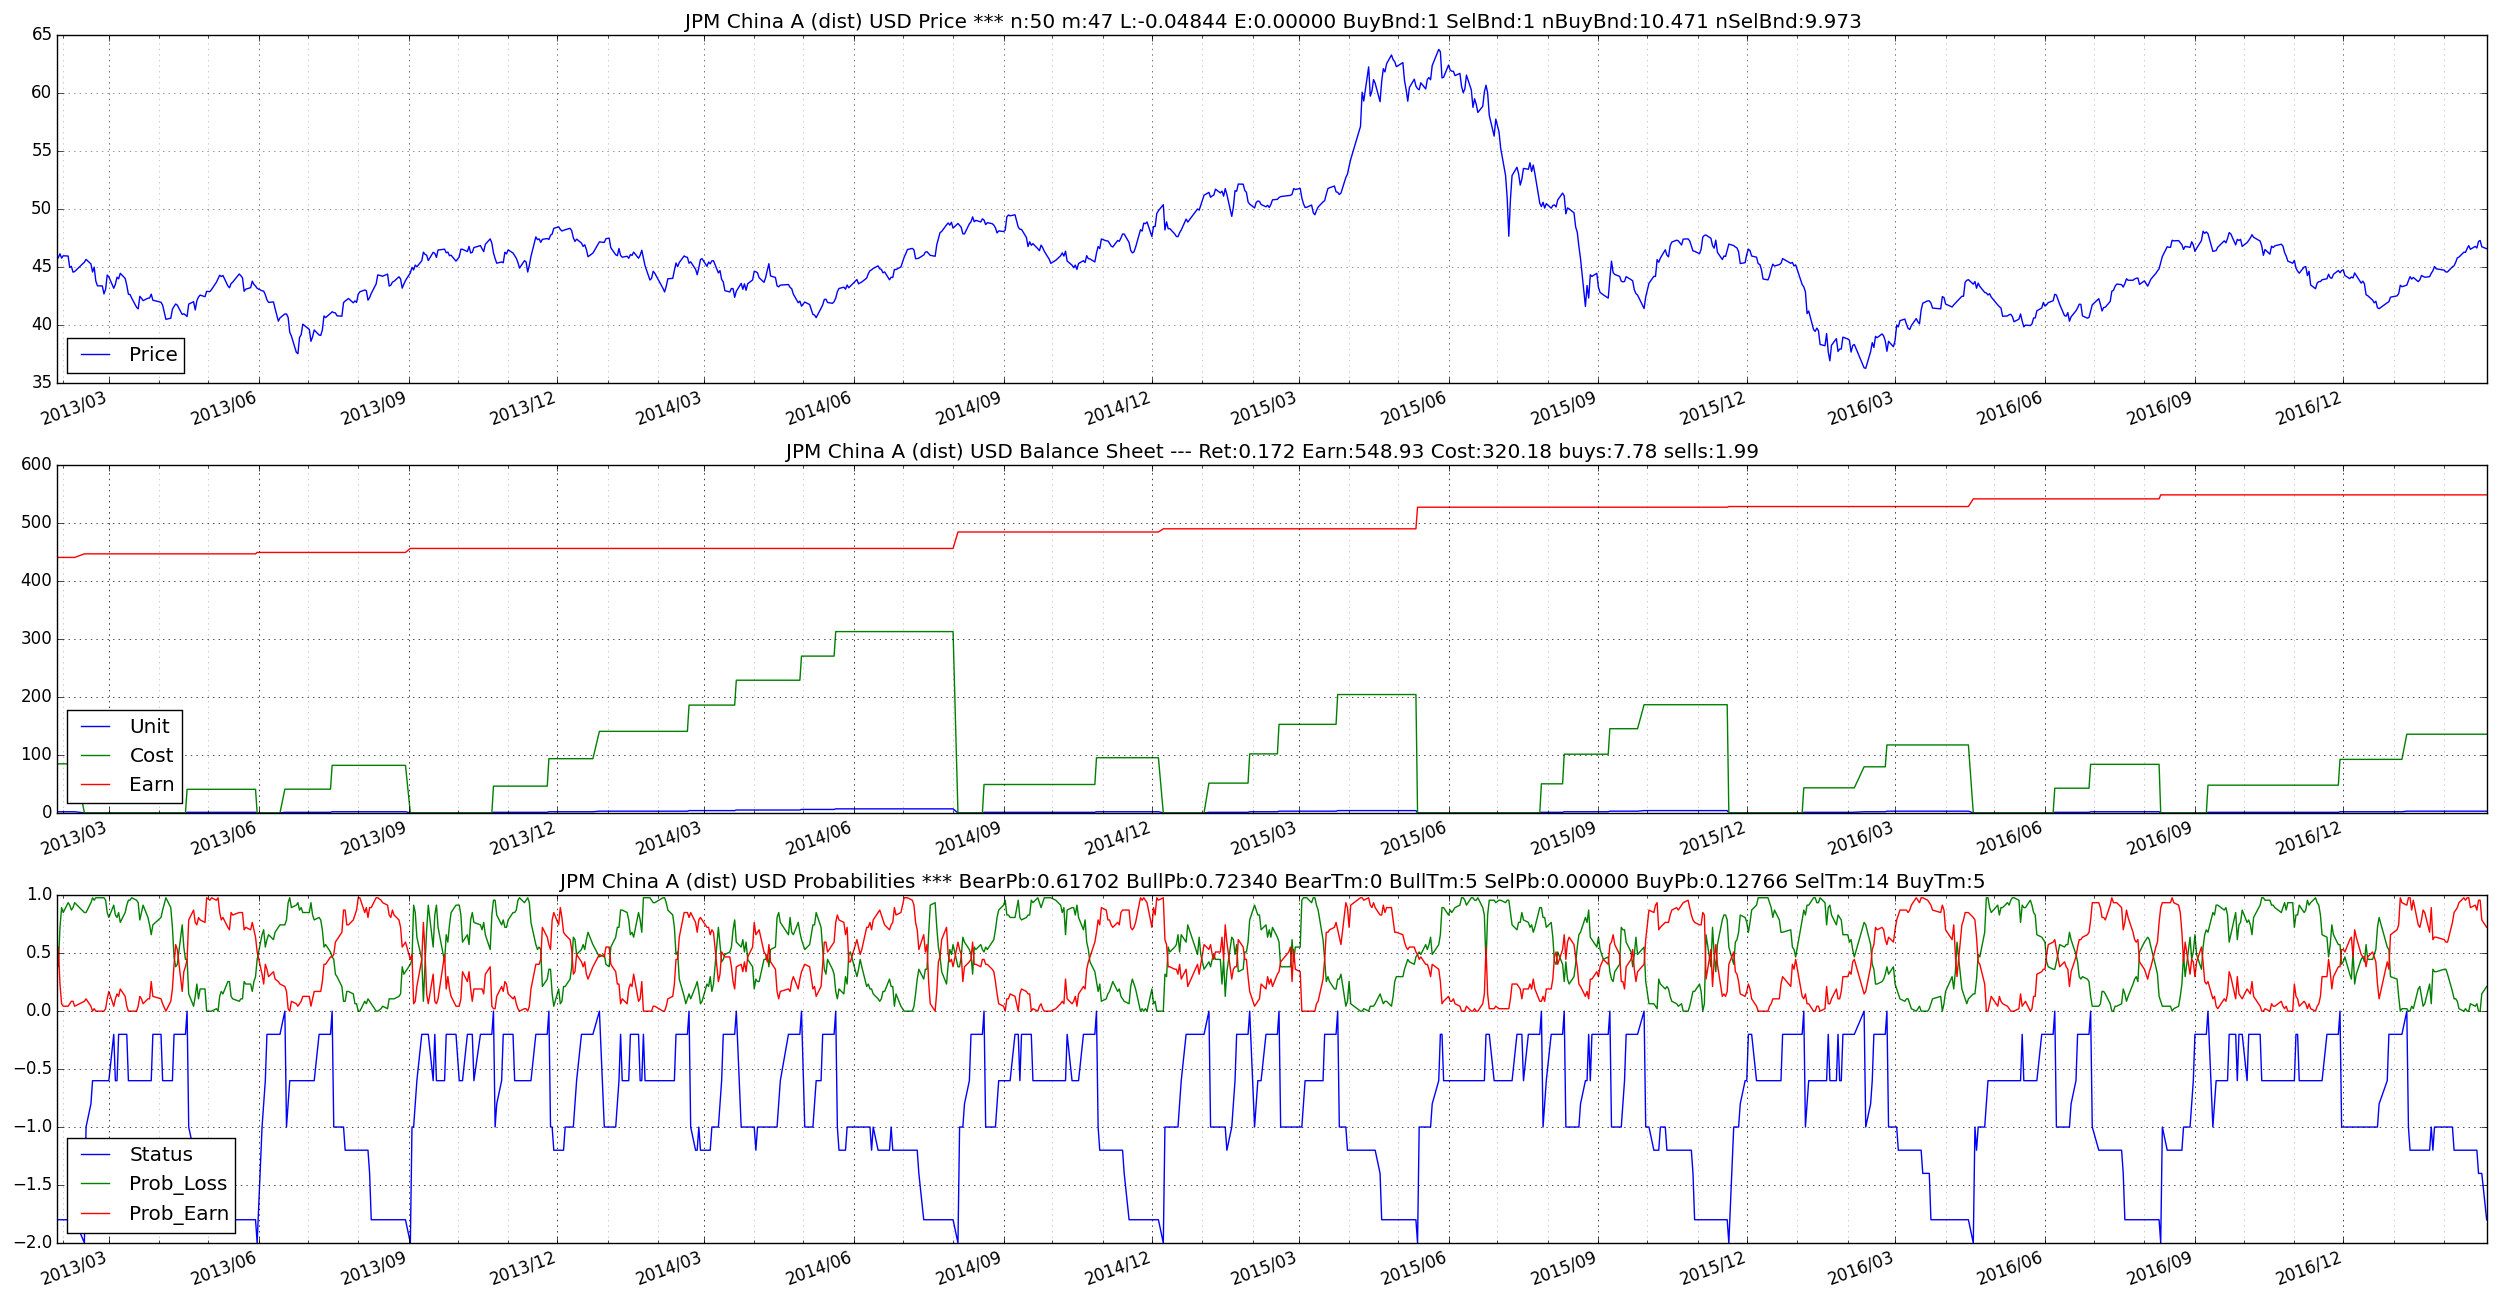 JPM China A (dist) USD Price *** n:50 m:47 L:-0.04844 E:0.00000 BuyBnd:1 SelBnd:1 nBuyBnd:10.471 nSelBnd:9.973
65
60
55
50
45
40
35
Price
2013/03 2013/06 2013/09 2013/12 2014/03 2014/06 2014/09 2014/12 2015/03 2015/06 2015/09 2015/12 2016/03 2016/06 2016/09 2016/12
JPM China A (dist) USD Balance Sheet --- Ret:0.172 Earn:548.93 Cost:320.18 buys:7.78 sells:1.99
600
500
400
300
200
100
0
Unit
Cost
Earn
2013/03 2013/06 2013/09 2013/12 2014/03 2014/06 2014/09 2014/12 2015/03 2015/06 2015/09 2015/12 2016/03 2016/06 2016/09 2016/12
JPM China A (dist) USD Probabilities *** BearPb:0.61702 BullPb:0.72340 BearTm:0 BullTm:5 SelPb:0.00000 BuyPb:0.12766 SelTm:14 BuyTm:5
1.0
0.5
0.0
−0.5
−1.0
−1.5
−2.0
Status
Prob_Loss
Prob_Earn
2013/03 2013/06 2013/09 2013/12 2014/03 2014/06 2014/09 2014/12 2015/03 2015/06 2015/09 2015/12 2016/03 2016/06 2016/09 2016/12